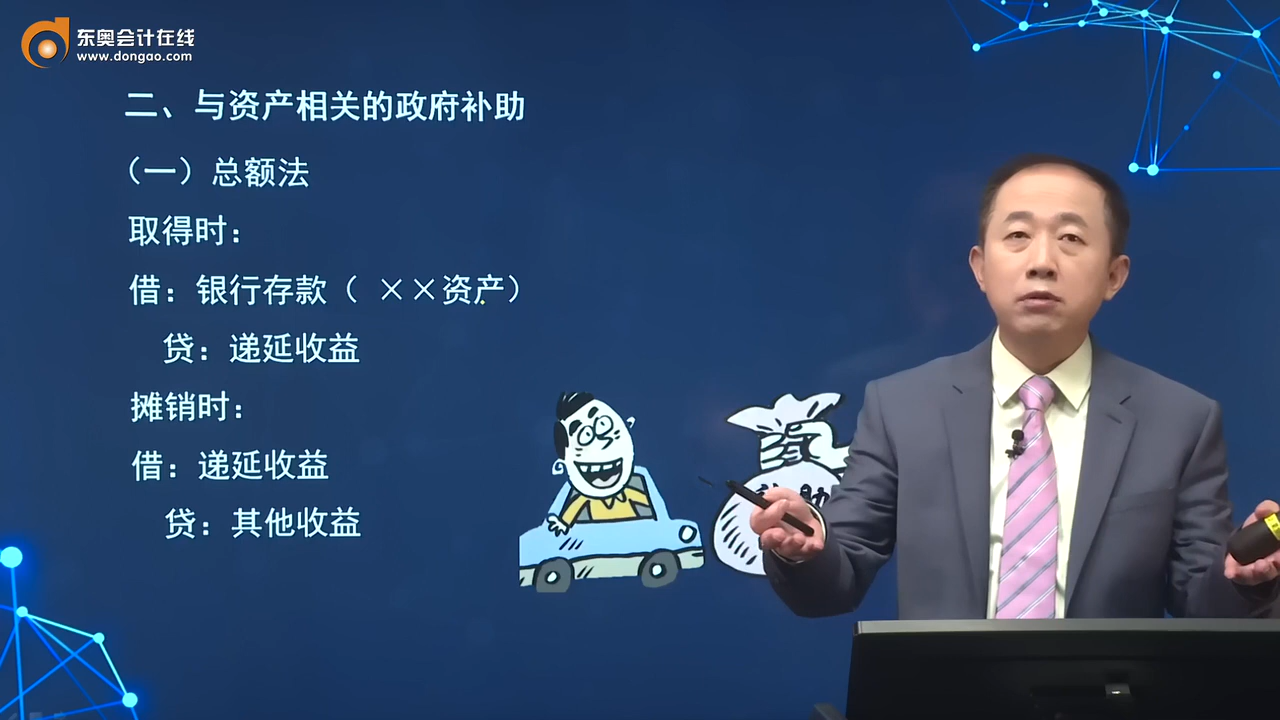 东奥会计在线
www.dongao.com
二、与资产相关的政府补助
（一）总额法
取得时：
借：银行存款（ ××资产）
贷：递延收益
摊销时：
借：递延收益
贷：其他收益